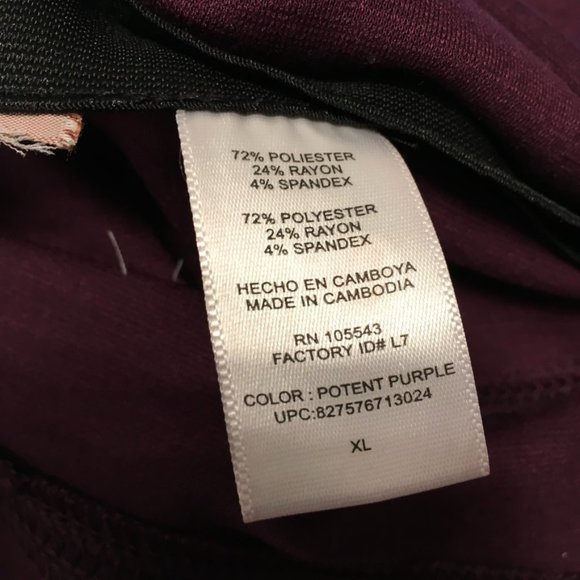 72% POLIESTER
24% RAYON
4% SPANDEX
72% POLYESTER
24% RAYON
4% SPANDEX
HECHO EN CAMBOYA
MADE IN CAMBODIA
RN 105543
FACTORY ID# L7
COLOR : POTENT PURPLE
UPC:827576713024
XL